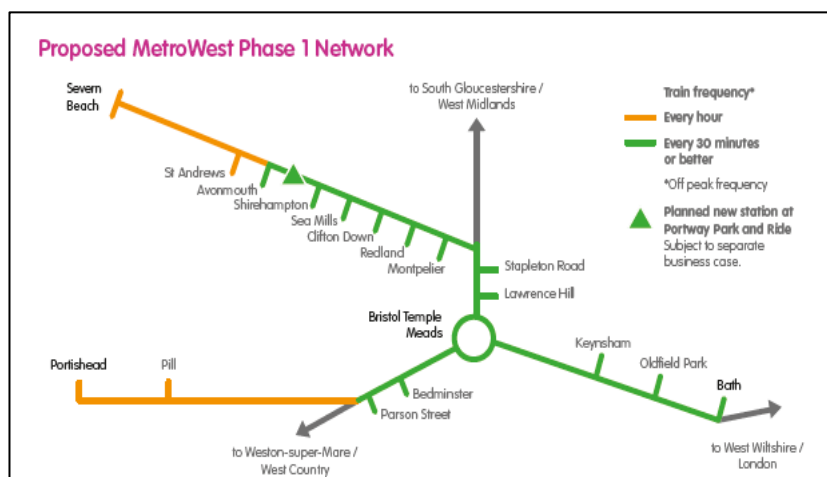 Proposed MetroWest Phase 1 Network
Severn
Beach
to South Gloucestershire /
West Midlands
Train frequency*
Every hour
Every 30 minutes
or better
*Off peak frequency
Planned new station at
Portway Park and Ride
Subject to separate
business case.
St Andrews
Avonmouth
Shirehampton
Sea Mills
Clifton Down
Redland
Montpelier
Stapleton Road
Lawrence Hill
Bristol Temple
Meads
Keynsham
Oldfield Park
Bath
Portishead
Pill
Bedminster
Parson Street
to Weston-super-Mare /
West Country
to West Wiltshire /
London